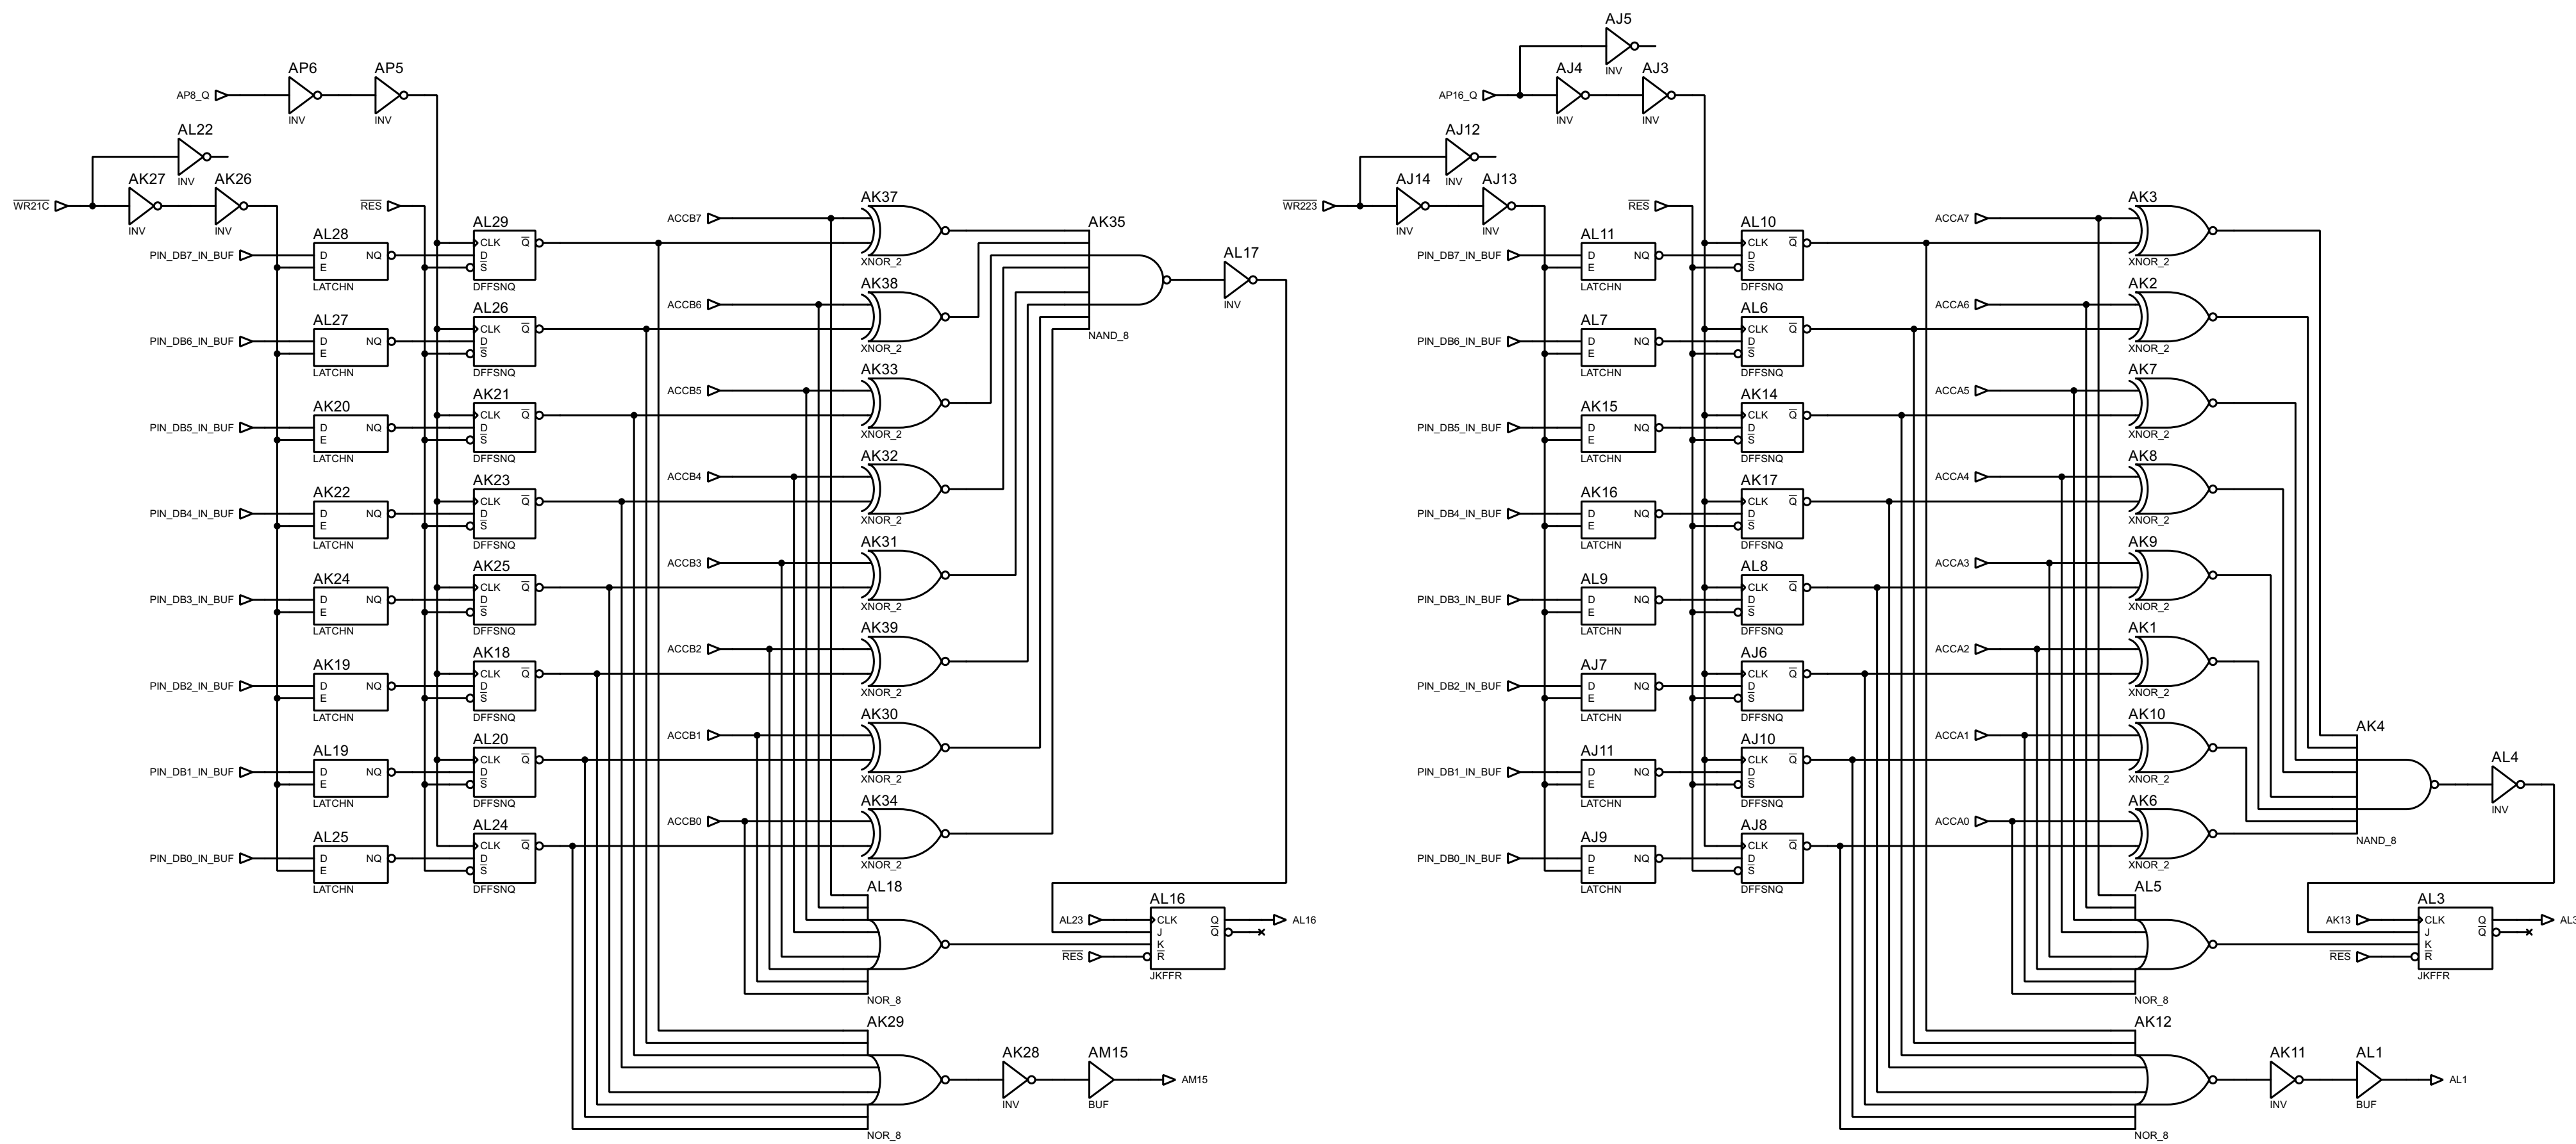 AJ5
INV
AP6
AP5
AP8_Q
INV
INV
AJ4
AJ3
AP16_Q
INV
INV
AL22
INV
AK27
AK26
WR21C
INV
INV
RES
AJ12
INV
AJ14
AJ13
WR223
INV
INV
RES
AL28
PIN_DB7_IN_BUF
D
NQ
E
LATCHN
AL29
CLK
Q
D
S
DFFSNQ
ACCB7
AK37
XNOR_2
AL27
PIN_DB6_IN_BUF
D
NQ
E
LATCHN
AL26
CLK
Q
D
S
DFFSNQ
ACCB6
AK38
XNOR_2
AK20
PIN_DB5_IN_BUF
D
NQ
E
LATCHN
AK21
CLK
Q
D
S
DFFSNQ
ACCB5
AK33
XNOR_2
AK22
PIN_DB4_IN_BUF
D
NQ
E
LATCHN
AK23
CLK
Q
D
S
DFFSNQ
ACCB4
AK32
XNOR_2
AK24
PIN_DB3_IN_BUF
D
NQ
E
LATCHN
AK25
CLK
Q
D
S
DFFSNQ
ACCB3
AK31
XNOR_2
AK19
PIN_DB2_IN_BUF
D
NQ
E
LATCHN
AK18
CLK
Q
D
S
DFFSNQ
ACCB2
AK39
XNOR_2
AL19
PIN_DB1_IN_BUF
D
NQ
E
LATCHN
AL20
CLK
Q
D
S
DFFSNQ
ACCB1
AK30
XNOR_2
AL25
PIN_DB0_IN_BUF
D
NQ
E
LATCHN
AL24
CLK
Q
D
S
DFFSNQ
ACCB0
AK34
XNOR_2
AK35
NAND_8
AL17
INV
AL18
NOR_8
AL16
AL23
CLK
J
K
R
Q
Q
RES
JKFFR
AL16
AK29
NOR_8
AK28
INV
AM15
BUF
AM15
AJ5
AL11
PIN_DB7_IN_BUF
D
NQ
E
LATCHN
AL10
CLK
Q
D
S
DFFSNQ
ACCA7
AK3
XNOR_2
AL7
PIN_DB6_IN_BUF
D
NQ
E
LATCHN
AL6
CLK
Q
D
S
DFFSNQ
ACCA6
AK2
XNOR_2
AK15
PIN_DB5_IN_BUF
D
NQ
E
LATCHN
AK14
CLK
Q
D
S
DFFSNQ
ACCA5
AK7
XNOR_2
AK16
PIN_DB4_IN_BUF
D
NQ
E
LATCHN
AK17
CLK
Q
D
S
DFFSNQ
ACCA4
AK8
XNOR_2
AL9
PIN_DB3_IN_BUF
D
NQ
E
LATCHN
AL8
CLK
Q
D
S
DFFSNQ
ACCA3
AK9
XNOR_2
AJ7
PIN_DB2_IN_BUF
D
NQ
E
LATCHN
AJ6
CLK
Q
D
S
DFFSNQ
ACCA2
AK1
XNOR_2
AJ11
PIN_DB1_IN_BUF
D
NQ
E
LATCHN
AJ10
CLK
Q
D
S
DFFSNQ
ACCA1
AK10
XNOR_2
AJ9
PIN_DB0_IN_BUF
D
NQ
E
LATCHN
AJ8
CLK
Q
D
S
DFFSNQ
ACCA0
AK6
XNOR_2
AK4
NAND_8
AL4
INV
AL5
NOR_8
AL3
AK13
CLK
J
K
R
Q
Q
RES
JKFFR
AL3
AK12
NOR_8
AK11
INV
AL1
BUF
AL1